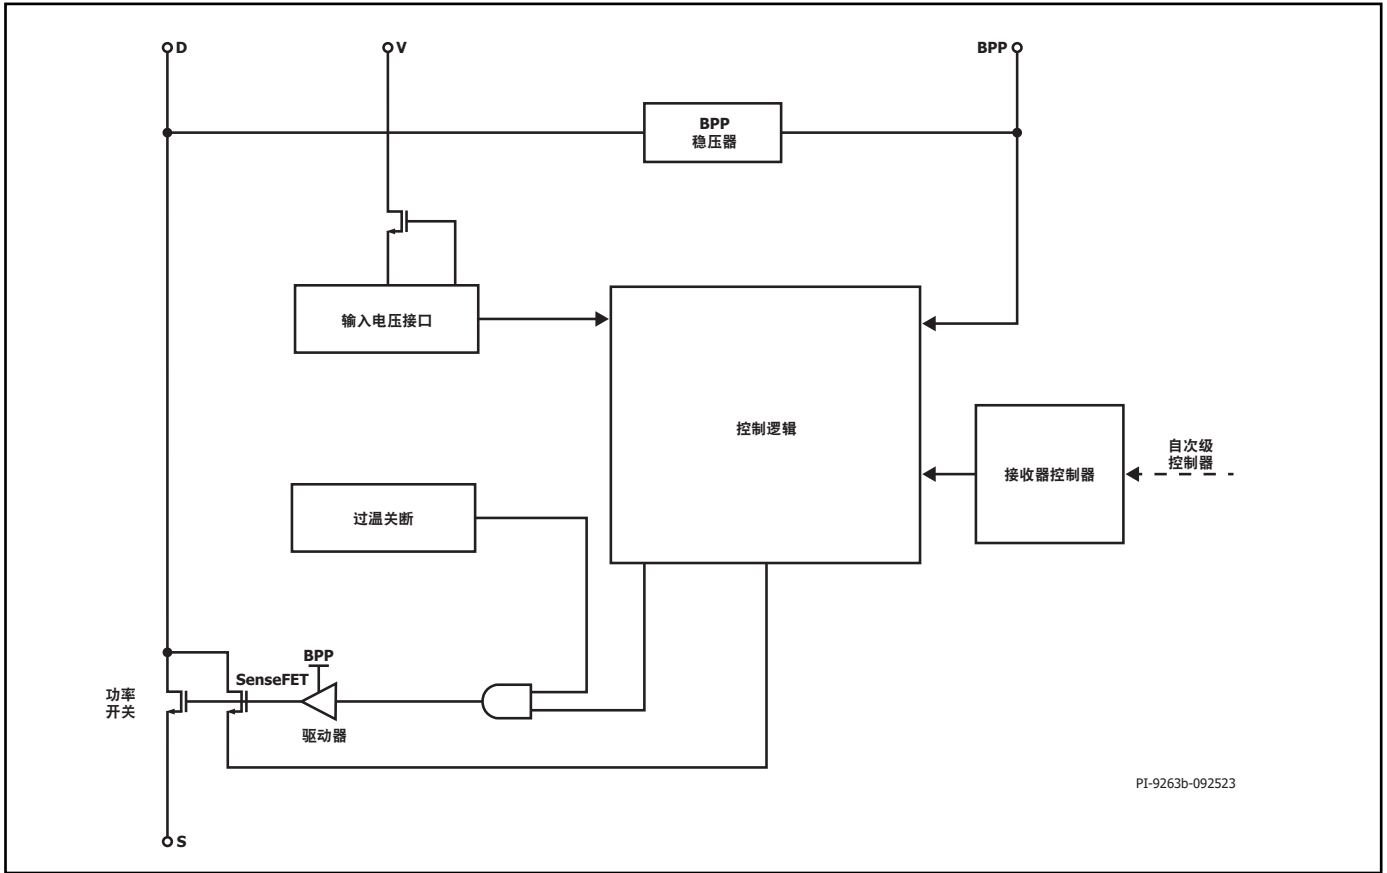 D
V
BPP
BPP
稳压器
输入电压接口
控制逻辑
自次级
控制器
接收器控制器
过温关断
BPP
SenseFET
功率
开关
驱动器
PI-9263b-092523
S